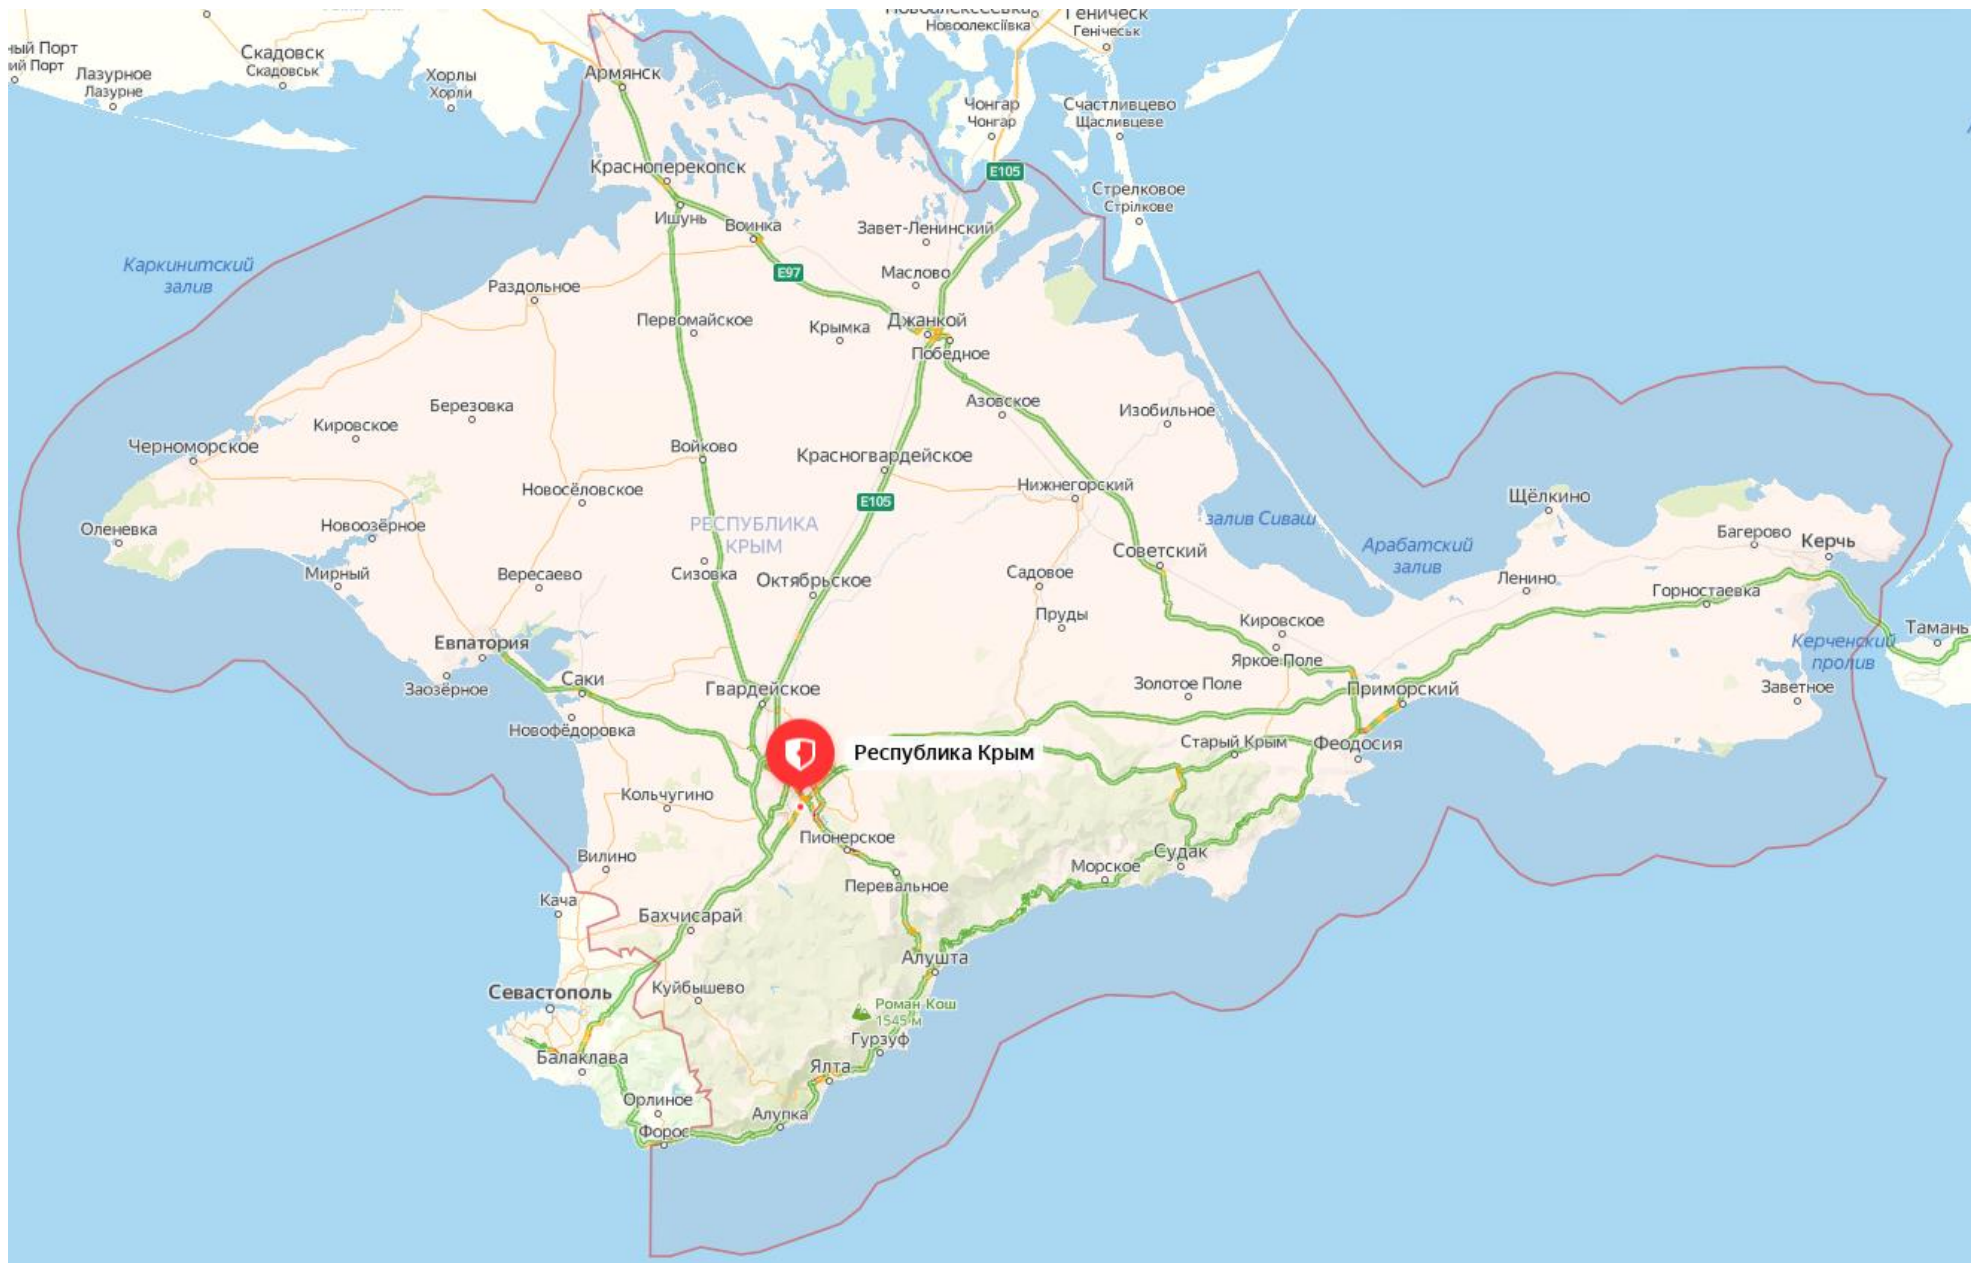 Новоолексіївка
Геническ
Генічеськ
Скадовск
Скадовськ
Лазурное
Лазурне
Хорлы
Хорли
Армянск
Чонгар
Чонгар
Счастливцево
Щасливцеве
E105
Красноперекопск
Стрелковое
Стрілкове
Ишунь
Воинка
Завет-Ленинский
Каркинитский
залив
E97
Маслово
Раздольное
Первомайское
Крымка
Джанкой
Победное
Березовка
Азовское
Изобильное
Кировское
Черноморское
Войково
Красногвардейское
Нижнегорский
Новосёловское
E105
Щёлкино
Оленевка
Новоозёрное
РЕСПУБЛИКА
КРЫМ
залив Сиваш
Багерово
Керчь
Арабатский
залив
Советский
Мирный
Вересаево
Сизовка
Октябрьское
Садовое
Ленино
Горностаевка
Пруды
Кировское
Тамань
Евпатория
Керченский
пролив
Яркое Поле
Заозёрное
Саки
Гвардейское
Золотое Поле
Приморский
Заветное
Новофёдоровка
Республика Крым
Старый Крым
Феодосия
Кольчугино
Пионерское
Вилино
Перевальное
Морское
Судак
Кача
Бахчисарай
Алушта
Севастополь
Куйбышево
Роман Кош
1545 м
Гурзуф
Балаклава
Ялта
Орлиное
Алупка
Форос